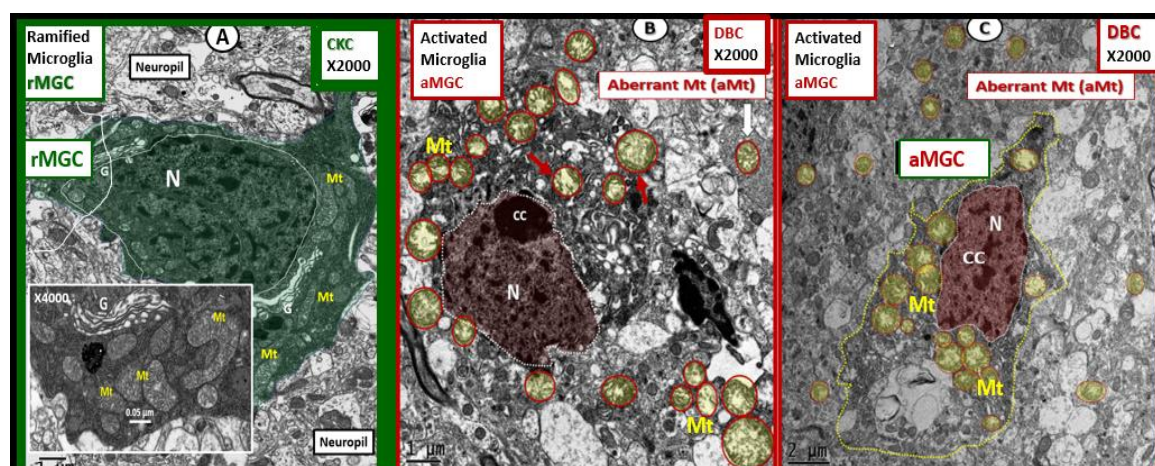 Ramified
Microglia
rMGC
A
CKC
X2000
Neuropil
rMGC
G
N
Mt
Mt
G
Mt
X4000
G
Mt
Mt
Mt
Mt
0.05 µm
Neuropil
Activated
Microglia
aMGC
B
DBC
X2000
Aberrant Mt (aMt)
Mt
cc
N
Mt
1 µm
Activated
Microglia
aMGC
C
DBC
X2000
Aberrant Mt (aMt)
aMGC
N
CC
Mt
Mt
2 µm